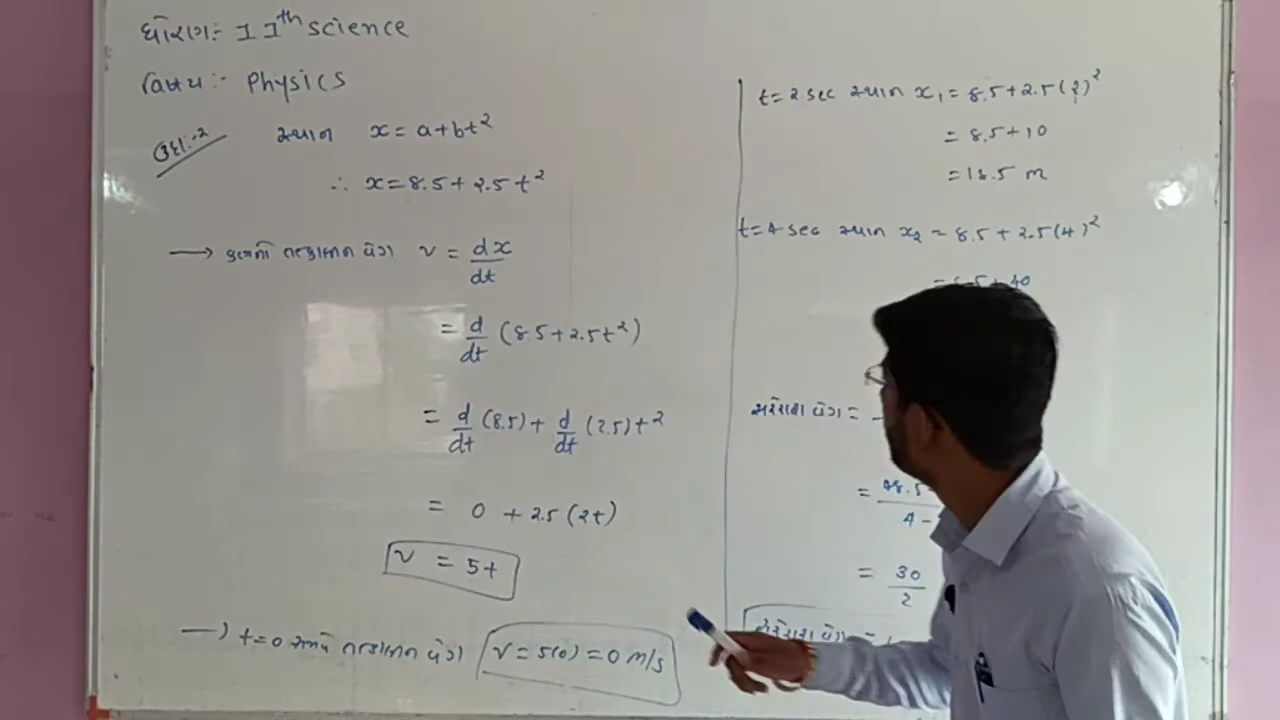 ધોરણ:- 11th science
વિષય:- Physics
ઉદા:-2 સ્થાન x = a + bt²
∴ x = 8.5 + 2.5 t²
→ તત્કાલિન વેગ v = dx/dt
= d/dt (8.5 + 2.5t²)
= d/dt (8.5) + d/dt (2.5)t²
= 0 + 2.5 (2t)
v = 5t
→ t=0 સમયે તત્કાલિન વેગ v = 5(0) = 0 m/s
t=2 sec સ્થાન x₁ = 8.5 + 2.5 (2)²
= 8.5 + 10
= 18.5 m
t=4 sec સ્થાન x₂ = 8.5 + 2.5 (4)²
40
સરેરાશ વેગ =
= 48.5 / 4 -
= 30/2
સરેરાશ વેગ =